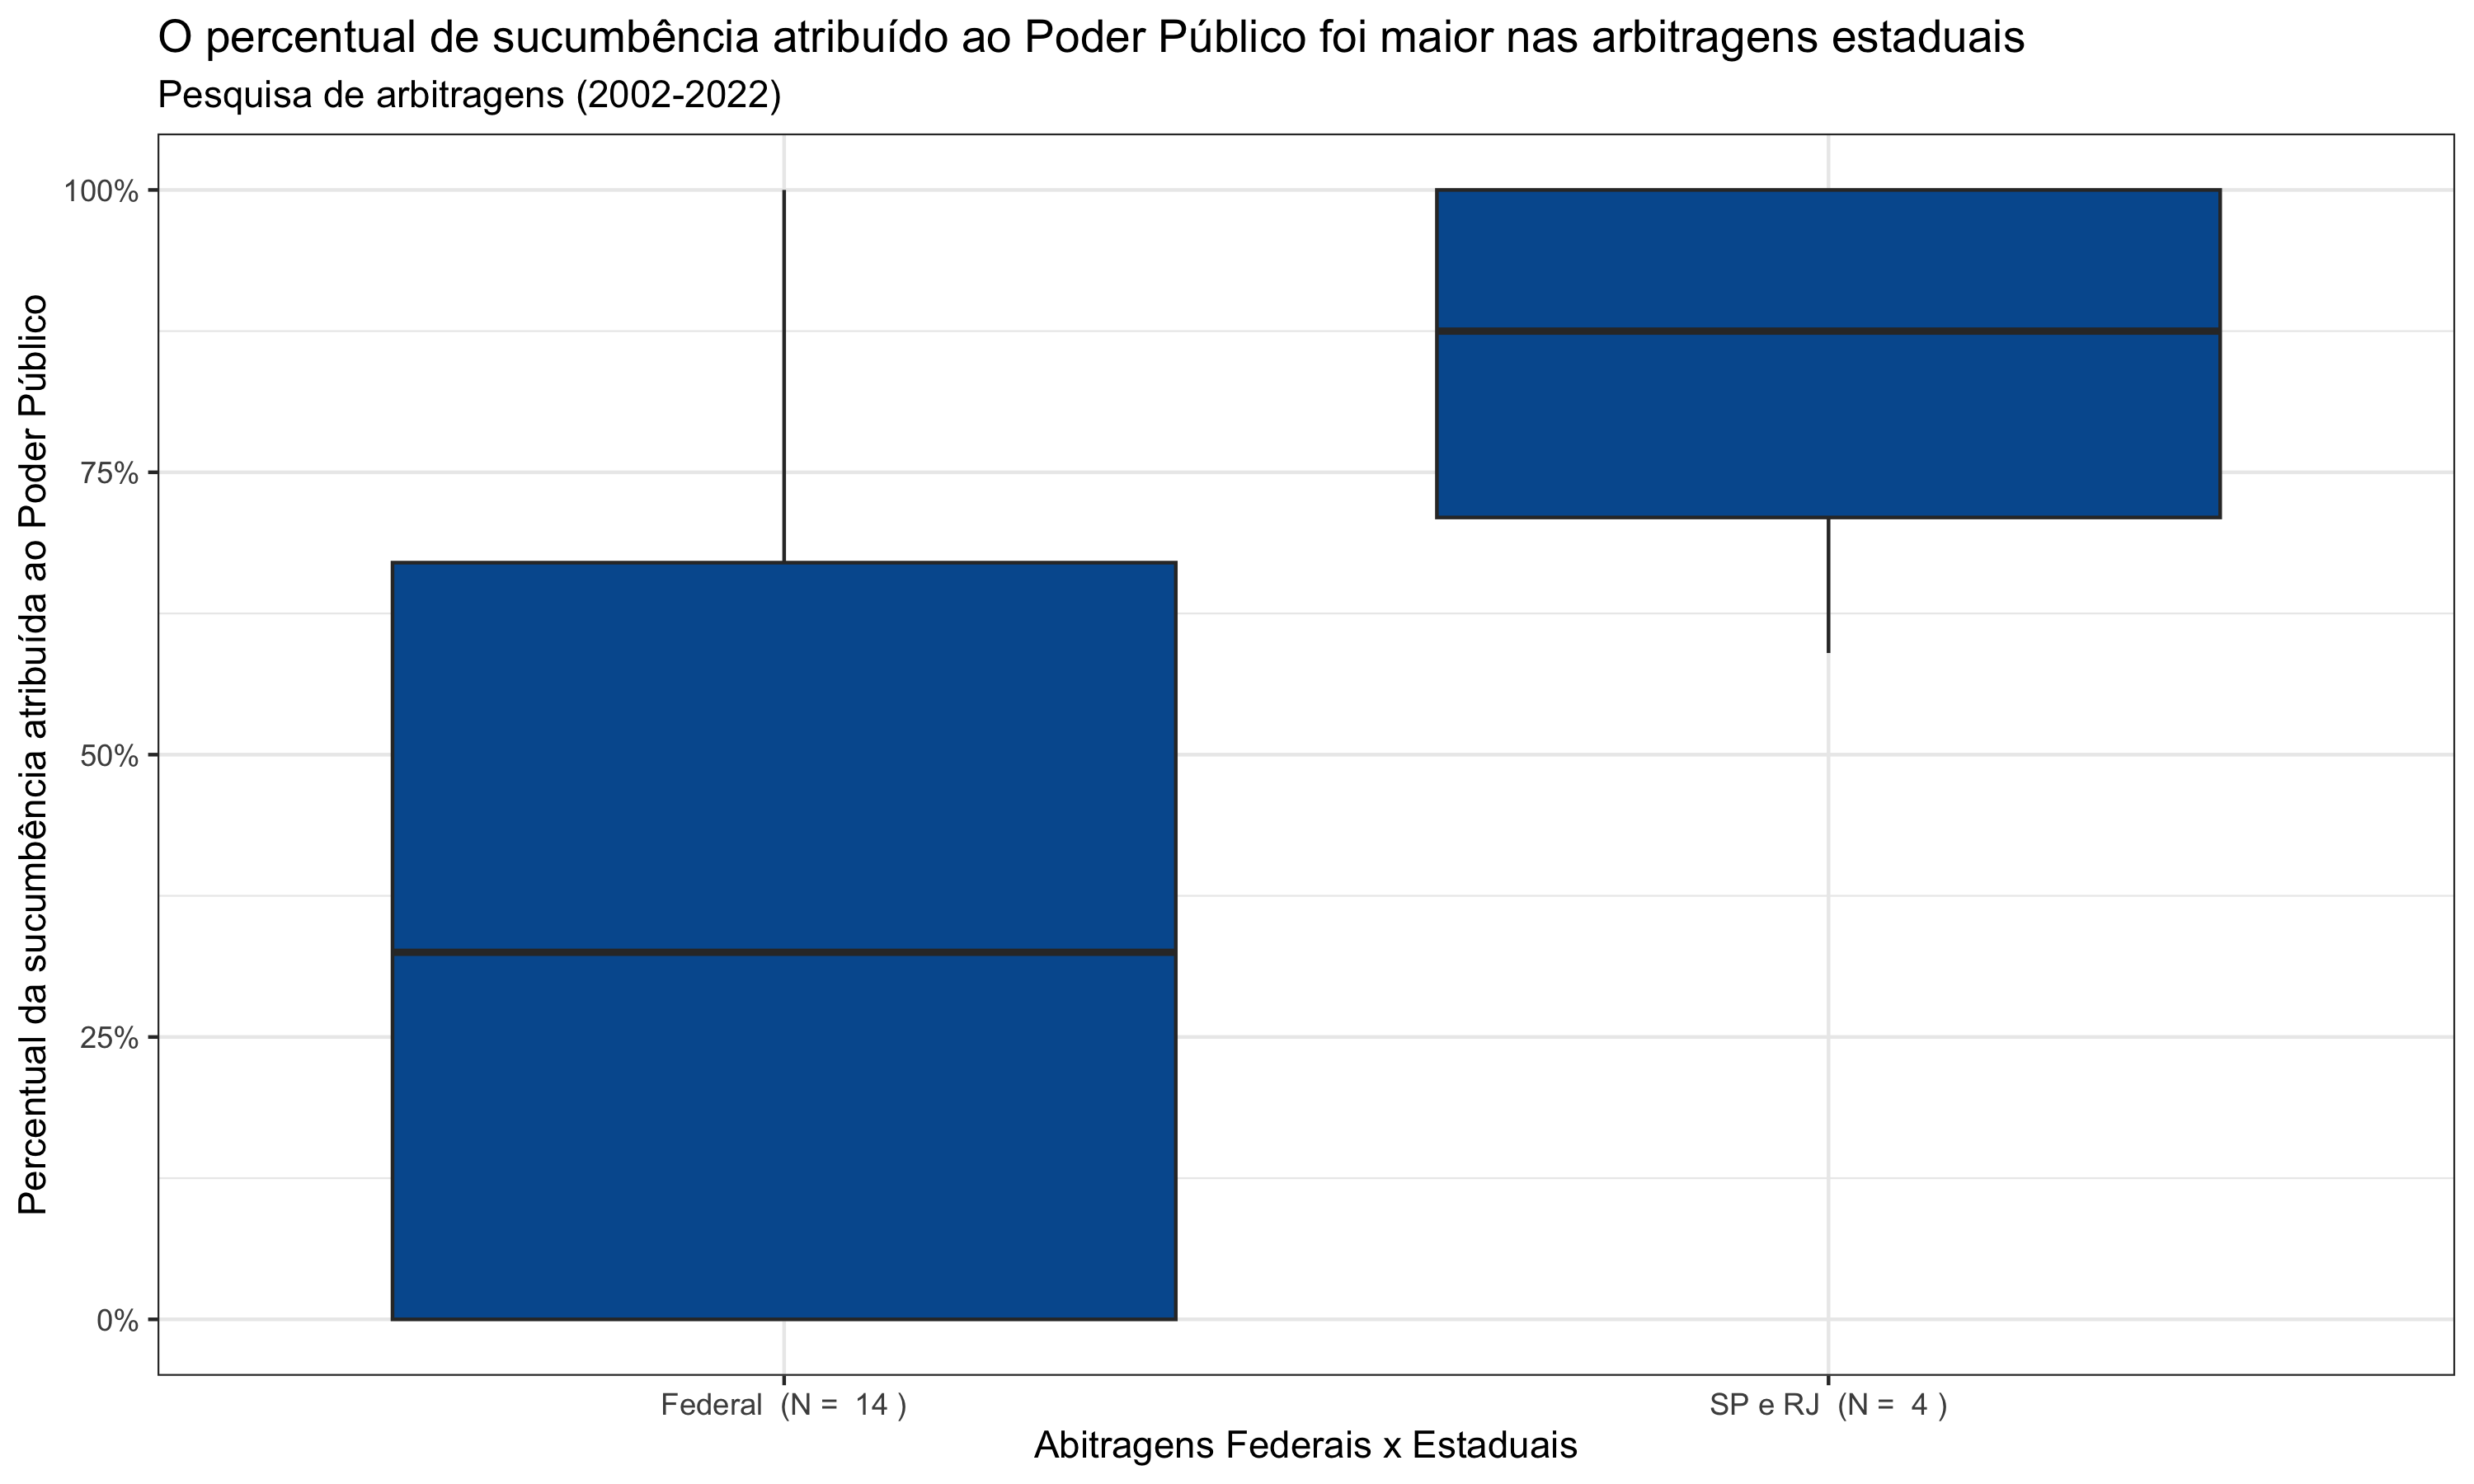 O percentual de sucumbência atribuído ao Poder Público foi maior nas arbitragens estaduais
Pesquisa de arbitragens (2002-2022)
Percentual da sucumbência atribuída ao Poder Público
100%
75%
50%
25%
0%
Federal (N = 14 )
SP e RJ (N = 4 )
Abitragens Federais x Estaduais